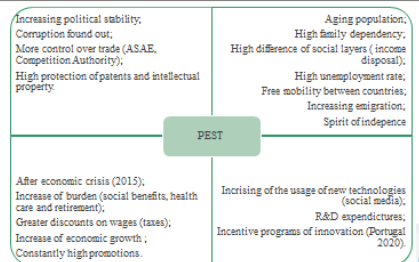 Increasing political stability;
Corruption found out;
More control over trade (ASAE,
Competition Authority);
High protection of patents and intellectual
property.
Aging population;
High family dependency;
High difference of social layers ( income
disposal);
High unemployment rate;
Free mobility between countries;
Increasing emigration;
Spirit of indepence
PEST
After economic crisis (2015);
Increase of burden (social benefits, health
care and retirement);
Greater discounts on wages (taxes);
Increase of economic growth ;
Constantly high promotions.
Incrising of the usage of new technologies
(social media);
R&D expendictures;
Incentive programs of innovation (Portugal
2020).